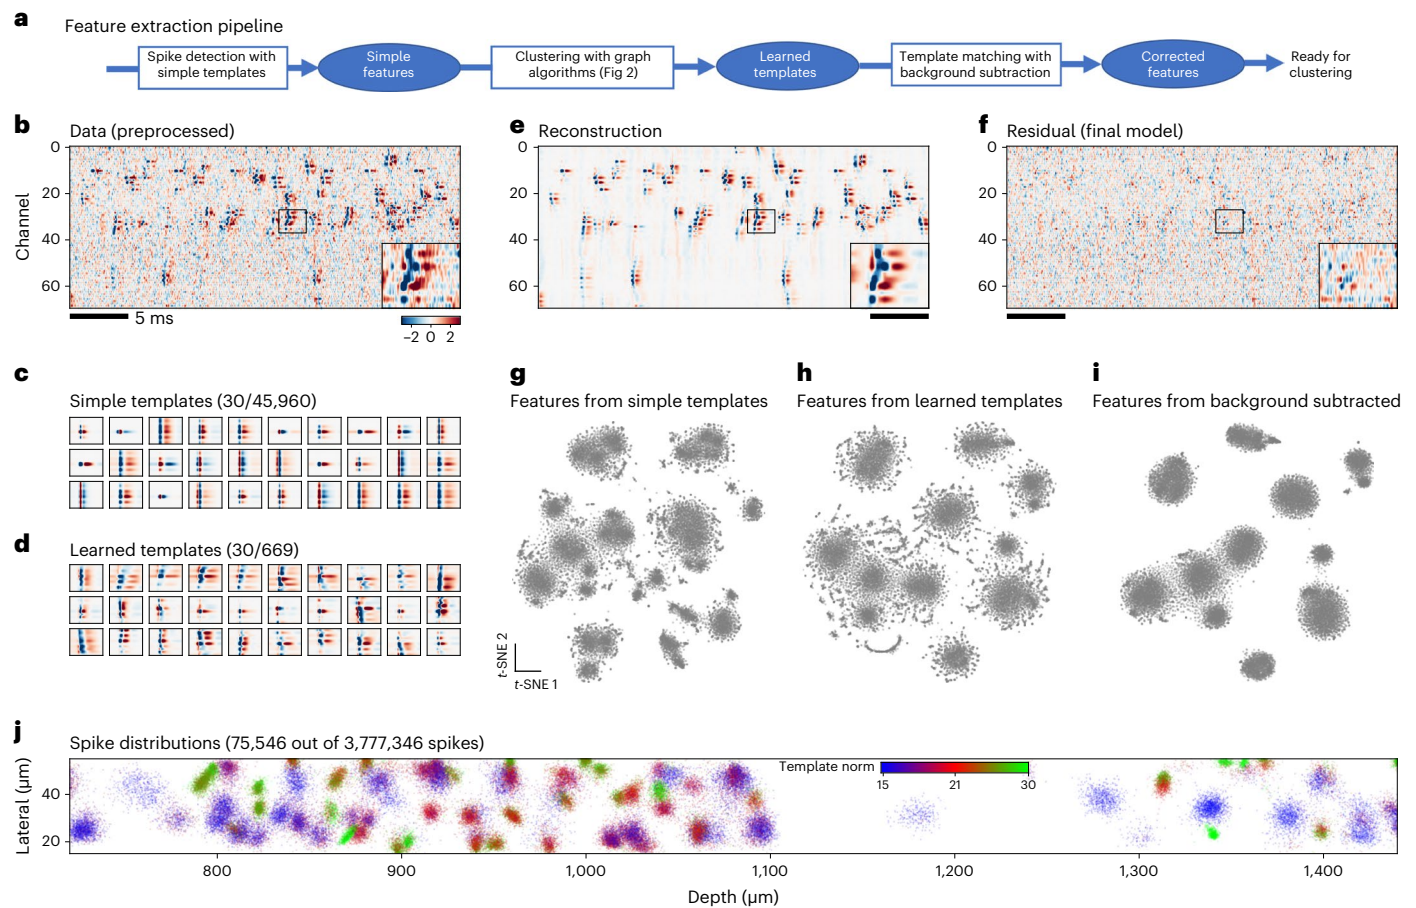 a
Feature extraction pipeline
Spike detection with
simple templates
Simple
features
Clustering with graph
algorithms (Fig 2)
Learned
templates
Template matching with
background subtraction
Corrected
features
Ready for
clustering
b
Data (preprocessed)
Channel
0
20
40
60
5 ms
−2 0 2
e
Reconstruction
0
20
40
60
f
Residual (final model)
0
20
40
60
c
Simple templates (30/45,960)
d
Learned templates (30/669)
g
Features from simple templates
t-SNE 2
t-SNE 1
h
Features from learned templates
i
Features from background subtracted
j
Spike distributions (75,546 out of 3,777,346 spikes)
Lateral (μm)
40
20
Template norm
15 21 30
800 900 1,000 1,100 1,200 1,300 1,400
Depth (μm)